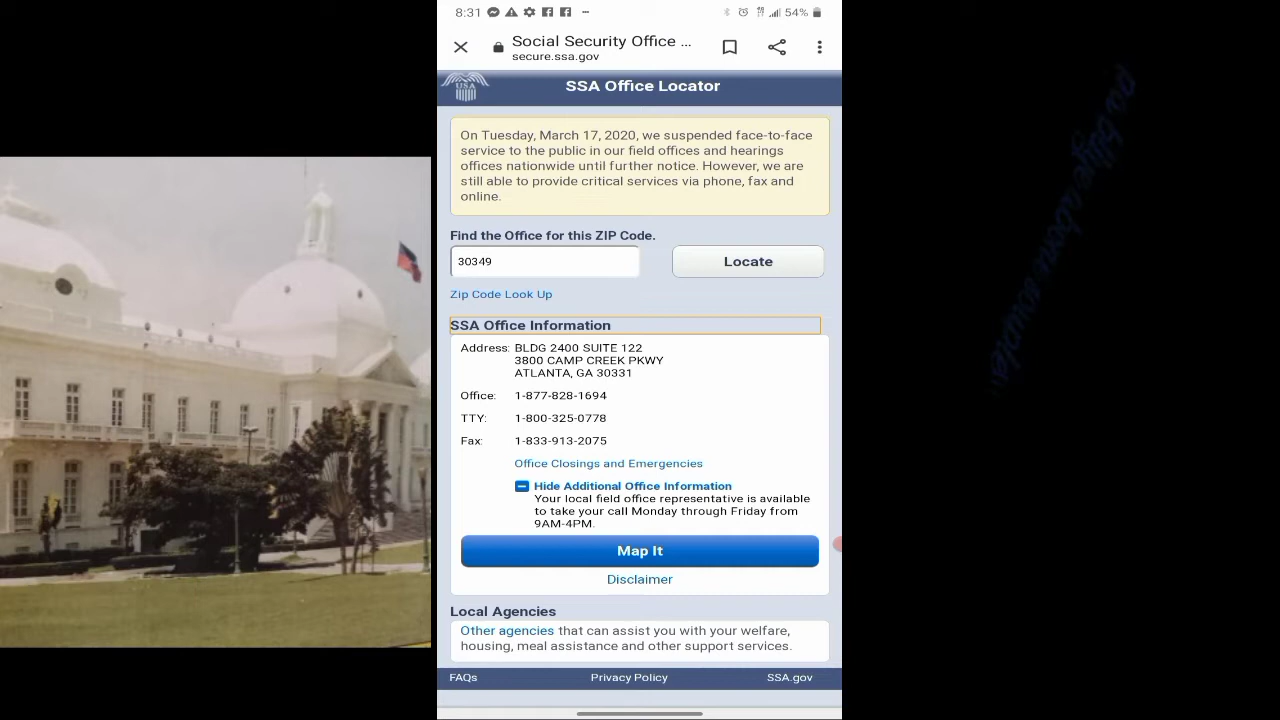 8:31
54%
Social Security Office ...
secure.ssa.gov
USA
SSA Office Locator
On Tuesday, March 17, 2020, we suspended face-to-face
service to the public in our field offices and hearings
offices nationwide until further notice. However, we are
still able to provide critical services via phone, fax and
online.
Find the Office for this ZIP Code.
30349
Locate
Zip Code Look Up
SSA Office Information
Address: BLDG 2400 SUITE 122
3800 CAMP CREEK PKWY
ATLANTA, GA 30331
Office: 1-877-828-1694
TTY: 1-800-325-0778
Fax: 1-833-913-2075
Office Closings and Emergencies
Hide Additional Office Information
Your local field office representative is available
to take your call Monday through Friday from
9AM-4PM.
Map It
Disclaimer
Local Agencies
Other agencies that can assist you with your welfare,
housing, meal assistance and other support services.
FAQs Privacy Policy SSA.gov